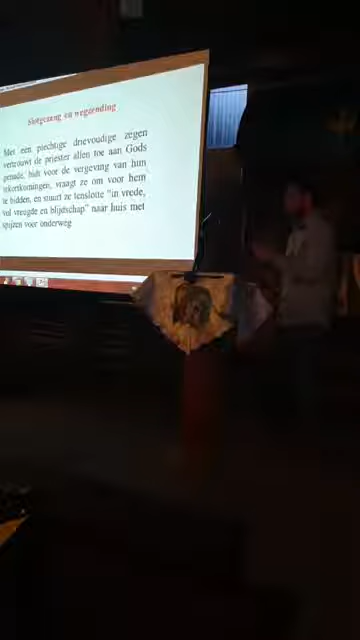 Slotgezang en wegzending
Met een plechtige drievoudige zegen
vertrouwt de priester allen toe aan Gods
genade, bidt voor de vergeving van hun
tekortkomingen, vraagt ze om voor hem
te bidden, en stuurt ze tenslotte "in vrede,
vol vreugde en blijdschap" naar huis met
spijzen voor onderweg